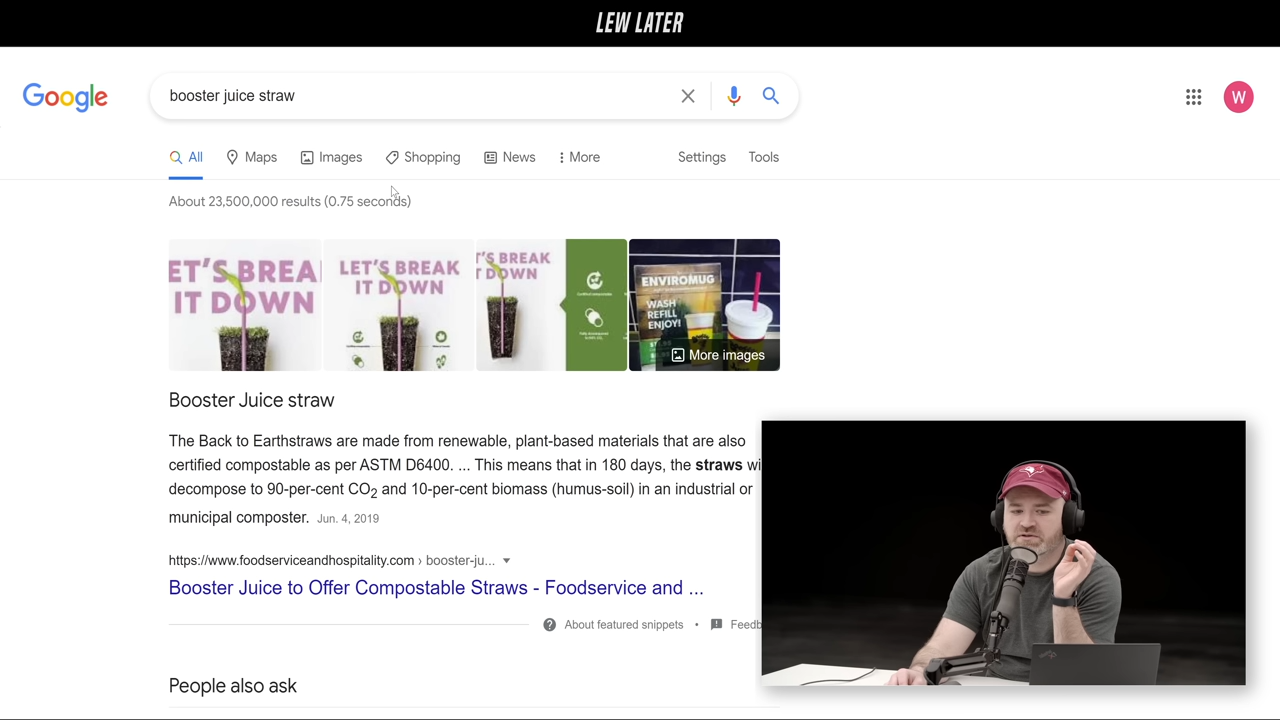 LEW LATER
Google
booster juice straw
W
All
Maps
Images
Shopping
News
More
Settings
Tools
About 23,500,000 results (0.75 seconds)
ET'S BREA
IT DOWN
LET'S BREAK
IT DOWN
T'S BREAK
T DOWN
ENVIROMUG
WASH
REFILL
ENJOY!
More images
Booster Juice straw
The Back to Earthstraws are made from renewable, plant-based materials that are also
certified compostable as per ASTM D6400. ... This means that in 180 days, the straws wi
decompose to 90-per-cent CO2 and 10-per-cent biomass (humus-soil) in an industrial or
municipal composter. Jun. 4, 2019
https://www.foodserviceandhospitality.com › booster-ju...
Booster Juice to Offer Compostable Straws - Foodservice and ...
About featured snippets • Feedb
People also ask